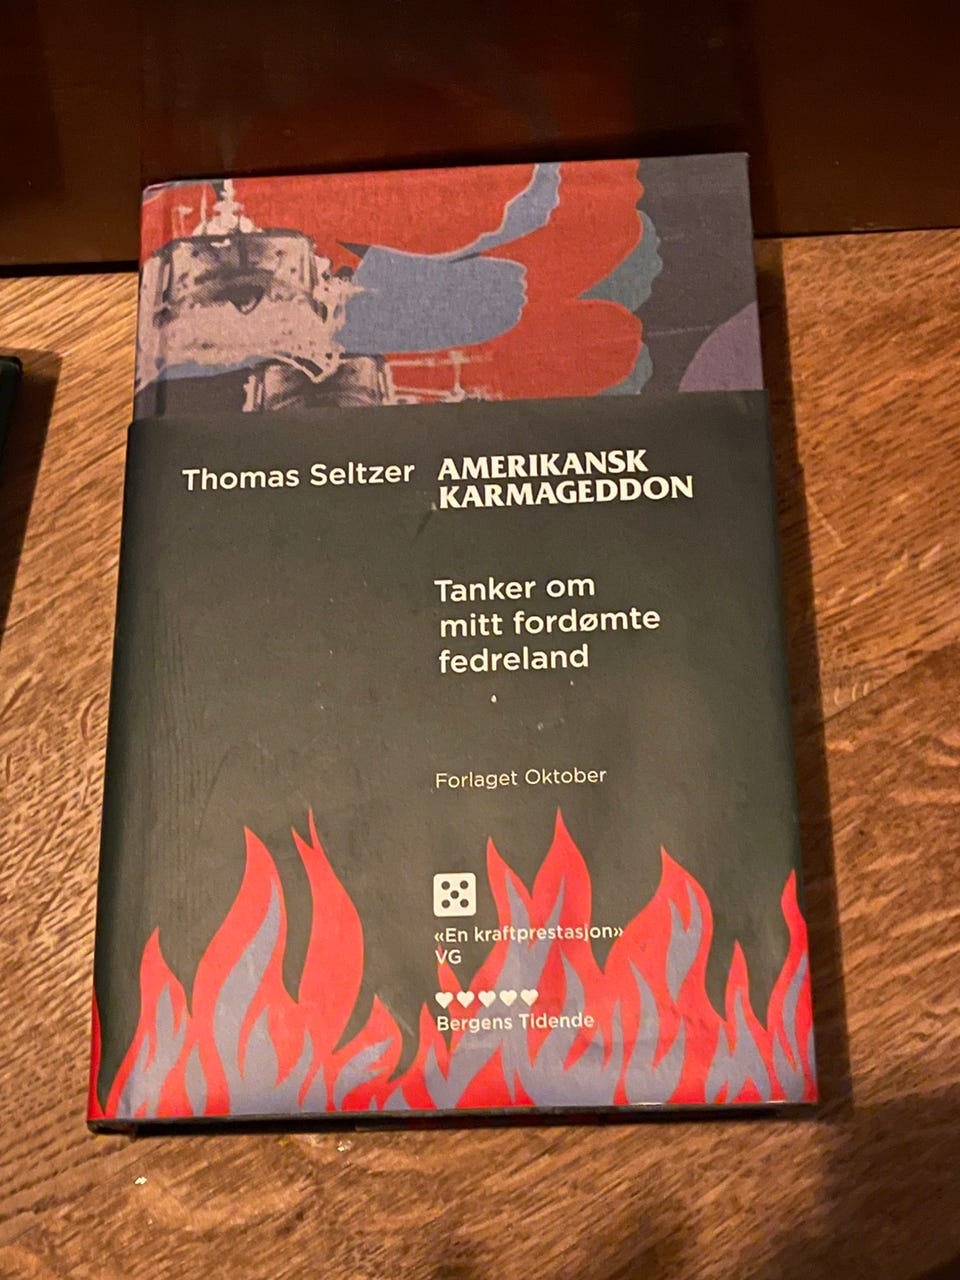 Thomas Seltzer
AMERIKANSK
KARMAGEDDON
Tanker om
mitt fordømte
fedreland
Forlaget Oktober
«En kraftprestasjon»
VG
Bergens Tidende